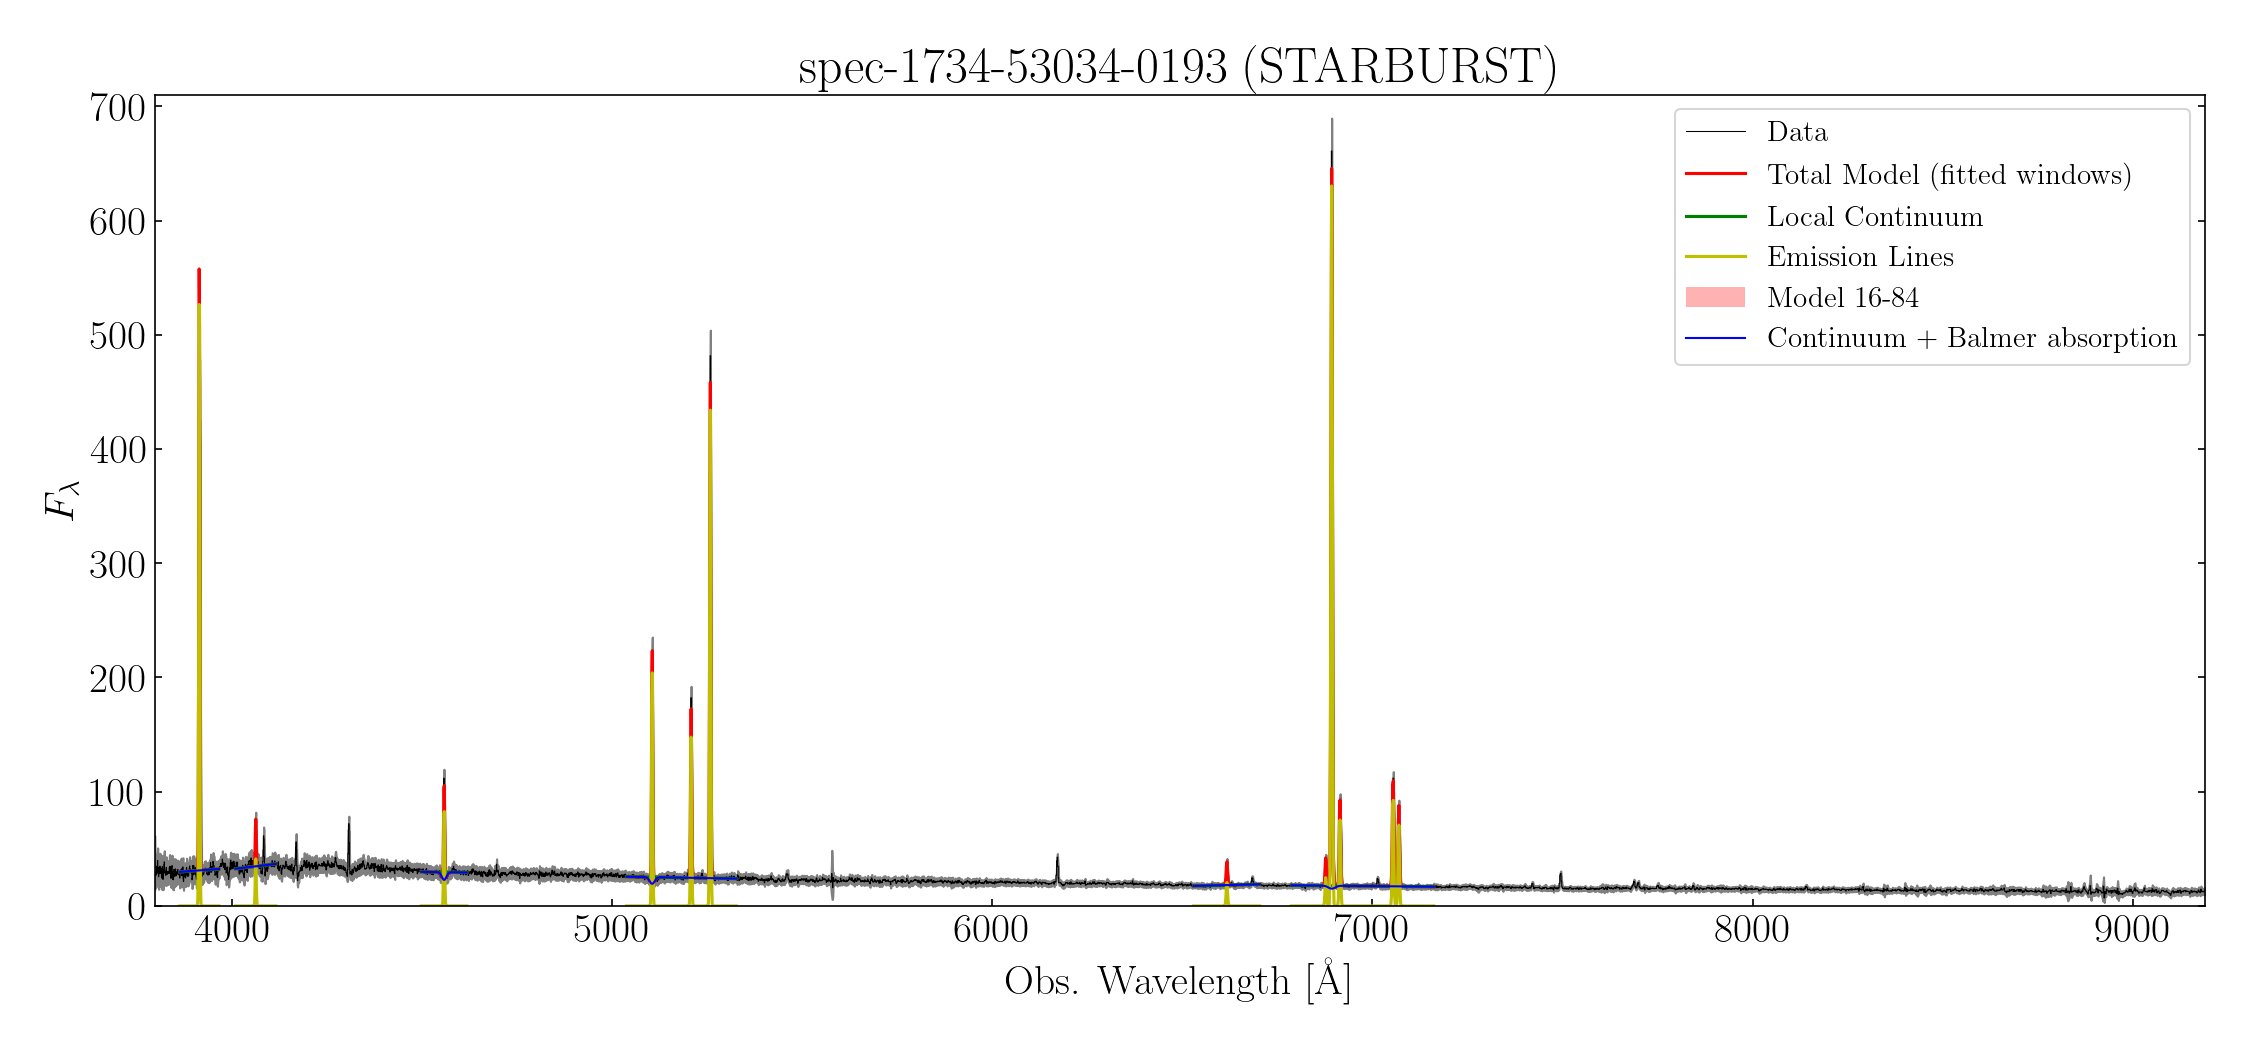 spec-1734-53034-0193 (STARBURST)
700
600
500
400
300
200
100
0
F_λ
Data
Total Model (fitted windows)
Local Continuum
Emission Lines
Model 16-84
Continuum + Balmer absorption
4000 5000 6000 7000 8000 9000
Obs. Wavelength [Å]